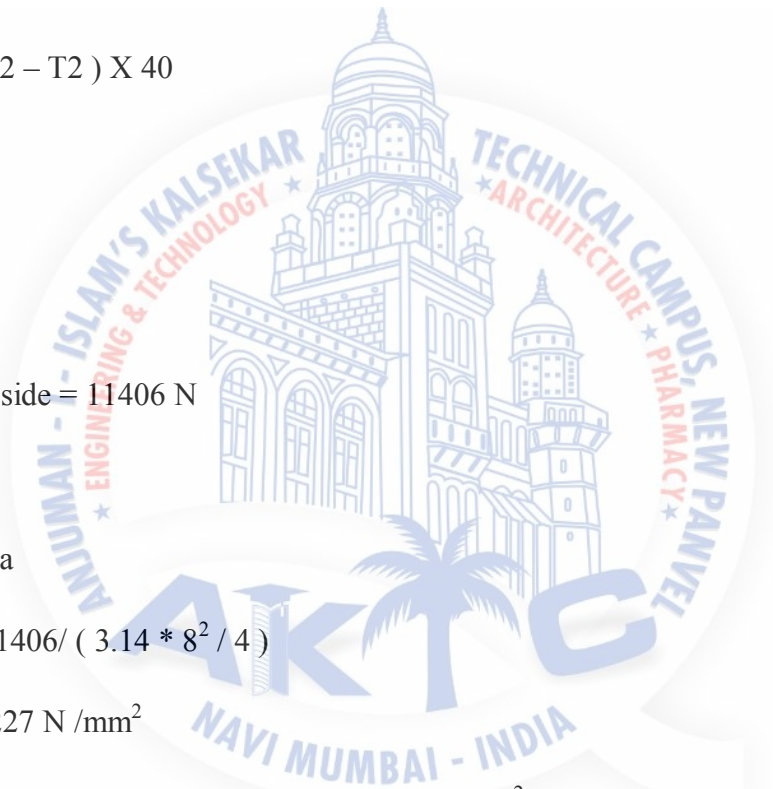 2 – T2 ) X 40
side = 11406 N
a
1406/ ( 3.14 * 8² / 4 )
227 N /mm²
2
ANJUMAN - I - ISLAM'S KALSEKAR TECHNICAL CAMPUS, NEW PANVEL
★ ENGINEERING & TECHNOLOGY ★ ★ ARCHITECTURE ★ PHARMACY ★
AKTC
NAVI MUMBAI - INDIA